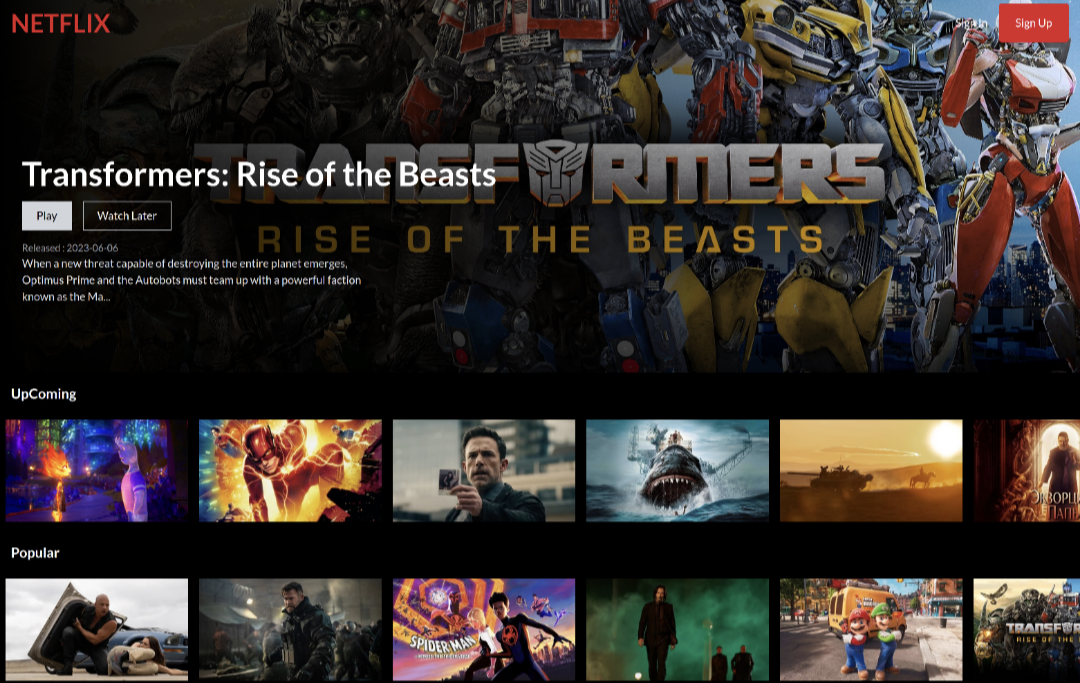 NETFLIX
Sign In
Sign Up
TRANSFORMERS
Transformers: Rise of the Beasts
Play
Watch Later
RISE OF THE BEASTS
Released : 2023-06-06
When a new threat capable of destroying the entire planet emerges,
Optimus Prime and the Autobots must team up with a powerful faction
known as the Ma...
UpComing
Popular
SPIDER-MAN
RISE OF THE